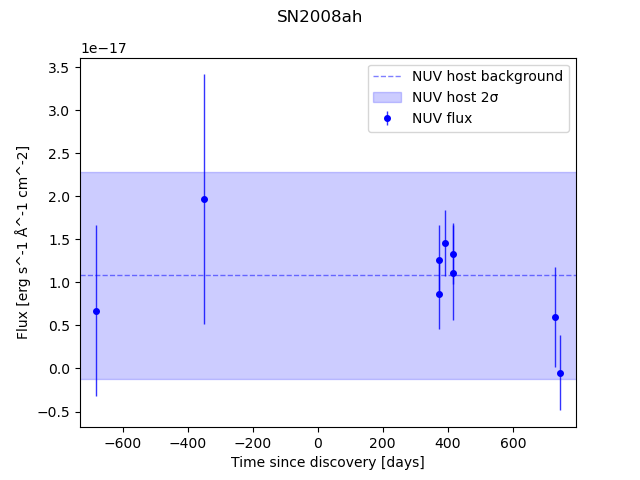 SN2008ah
1e−17
NUV host background
NUV host 2σ
NUV flux
3.5
3.0
2.5
2.0
1.5
1.0
0.5
0.0
−0.5
Flux [erg s^-1 Å^-1 cm^-2]
−600 −400 −200 0 200 400 600
Time since discovery [days]